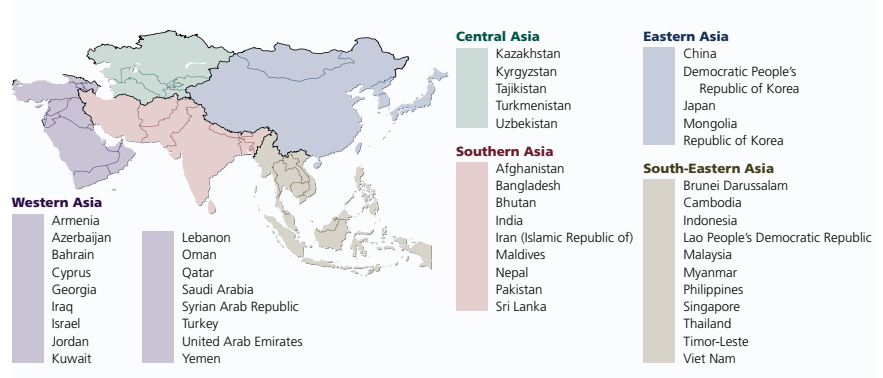 Central Asia
Kazakhstan
Kyrgyzstan
Tajikistan
Turkmenistan
Uzbekistan
Southern Asia
Afghanistan
Bangladesh
Bhutan
India
Iran (Islamic Republic of)
Maldives
Nepal
Pakistan
Sri Lanka
Eastern Asia
China
Democratic People's
Republic of Korea
Japan
Mongolia
Republic of Korea
South-Eastern Asia
Brunei Darussalam
Cambodia
Indonesia
Lao People's Democratic Republic
Malaysia
Myanmar
Philippines
Singapore
Thailand
Timor-Leste
Viet Nam
Western Asia
Armenia
Azerbaijan
Bahrain
Cyprus
Georgia
Iraq
Israel
Jordan
Kuwait
Lebanon
Oman
Qatar
Saudi Arabia
Syrian Arab Republic
Turkey
United Arab Emirates
Yemen